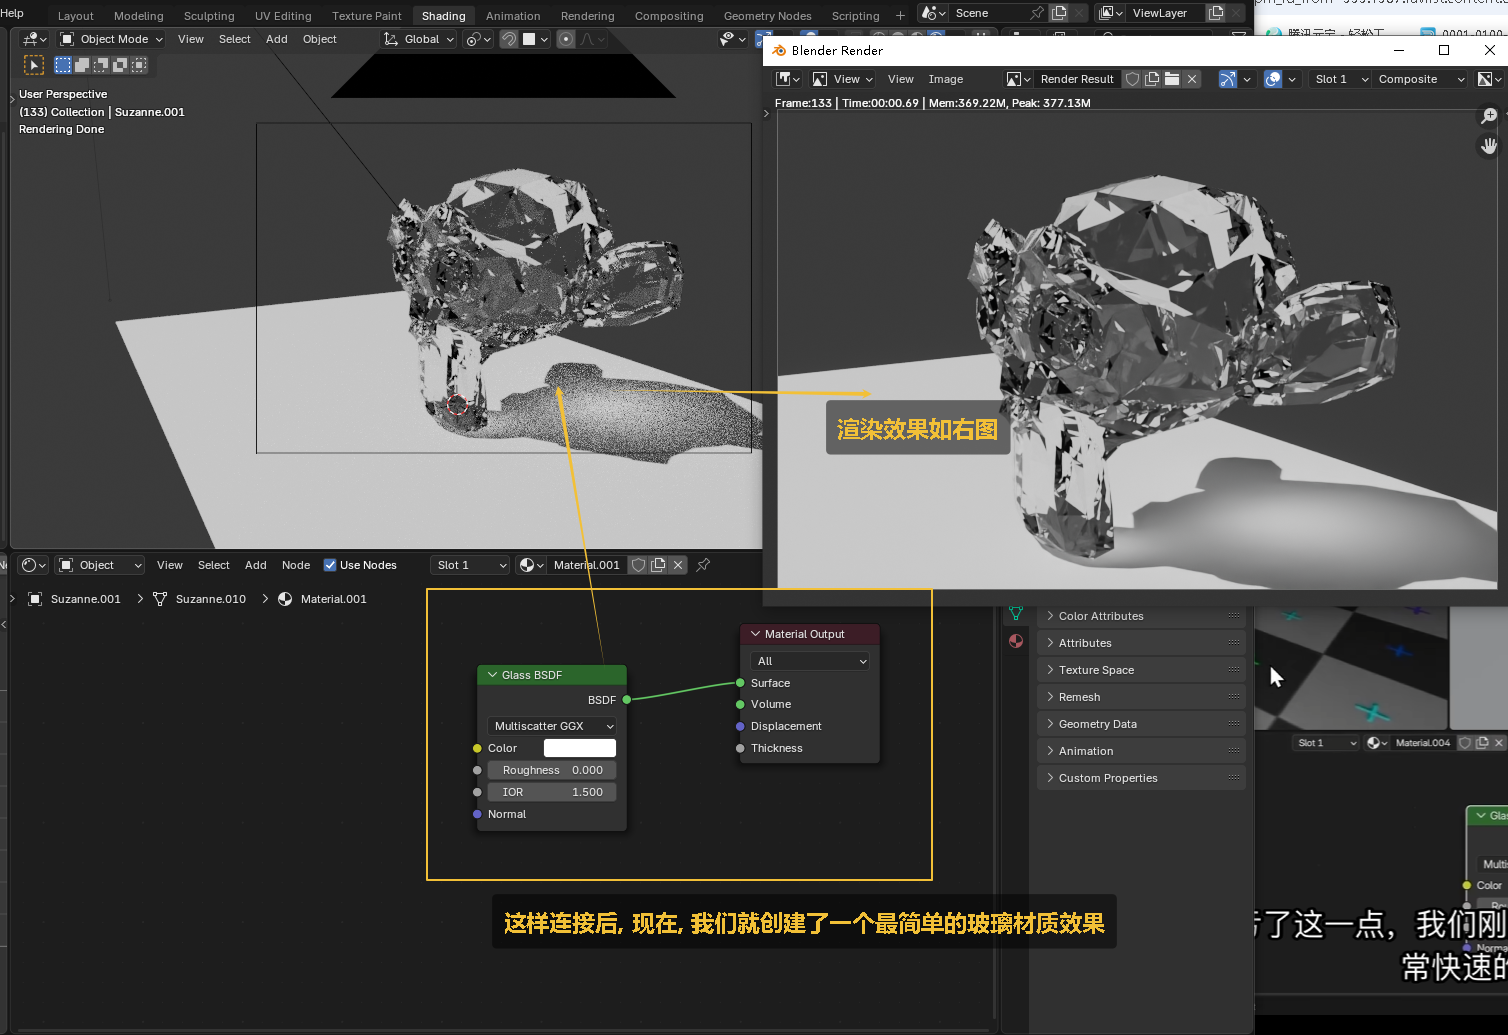 Help
Layout
Modeling
Sculpting
UV Editing
Texture Paint
Shading
Animation
Rendering
Compositing
Geometry Nodes
Scripting
Scene
ViewLayer
Object Mode
View
Select
Add
Object
Global
User Perspective
(133) Collection | Suzanne.001
Rendering Done
Blender Render
View
View
Image
Render Result
Slot 1
Composite
Frame:133 | Time:00:00.69 | Mem:369.22M, Peak: 377.13M
渲染效果如右图
Object
View
Select
Add
Node
Use Nodes
Slot 1
Material.001
Suzanne.001
Suzanne.010
Material.001
Glass BSDF
BSDF
Multiscatter GGX
Color
Roughness 0.000
IOR 1.500
Normal
Material Output
All
Surface
Volume
Displacement
Thickness
这样连接后, 现在, 我们就创建了一个最简单的玻璃材质效果
Color Attributes
Attributes
Texture Space
Remesh
Geometry Data
Animation
Custom Properties
Slot 1
Material.004
Glas
Multi
Color
Ro
Norma
了这一点，我们刚
常快速的